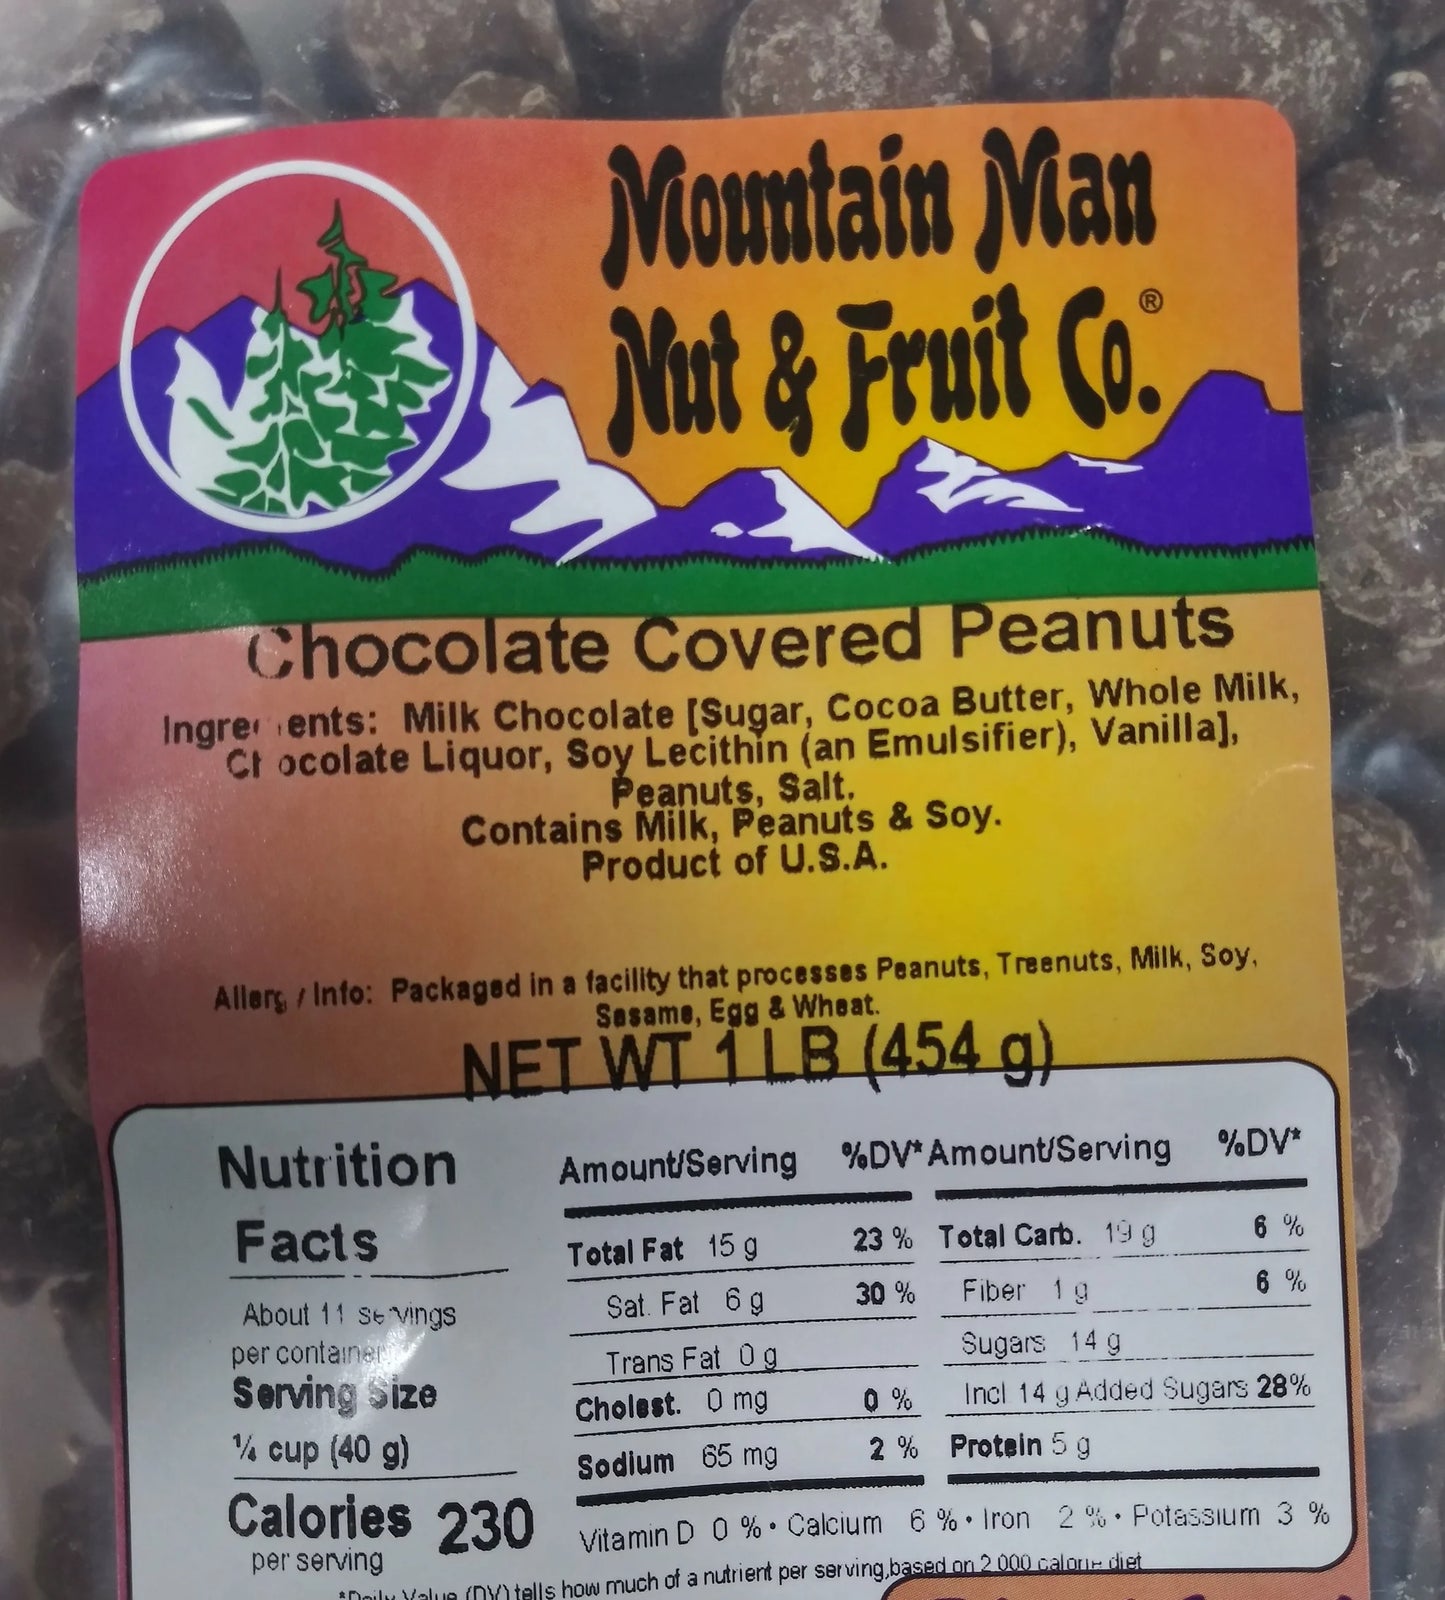 Mountain Man
Nut & Fruit Co.®
Chocolate Covered Peanuts
Ingredients: Milk Chocolate [Sugar, Cocoa Butter, Whole Milk,
Chocolate Liquor, Soy Lecithin (an Emulsifier), Vanilla],
Peanuts, Salt.
Contains Milk, Peanuts & Soy.
Product of U.S.A.
Allergy Info: Packaged in a facility that processes Peanuts, Treenuts, Milk, Soy,
Sesame, Egg & Wheat.
NET WT 1 LB (454 g)
Nutrition
Facts
About 11 servings
per container
Serving Size
¼ cup (40 g)
Calories 230
per serving
Amount/Serving %DV*
Total Fat 15 g 23 %
Sat. Fat 6 g 30 %
Trans Fat 0 g
Cholest. 0 mg 0 %
Sodium 65 mg 2 %
Amount/Serving %DV*
Total Carb. 19 g 6 %
Fiber 1 g 6 %
Sugars 14 g
Incl 14 g Added Sugars 28%
Protein 5 g
Vitamin D 0 % • Calcium 6 % • Iron 2 % • Potassium 3 %
*Daily Value (DV) tells how much of a nutrient per serving,based on 2 000 calorie diet